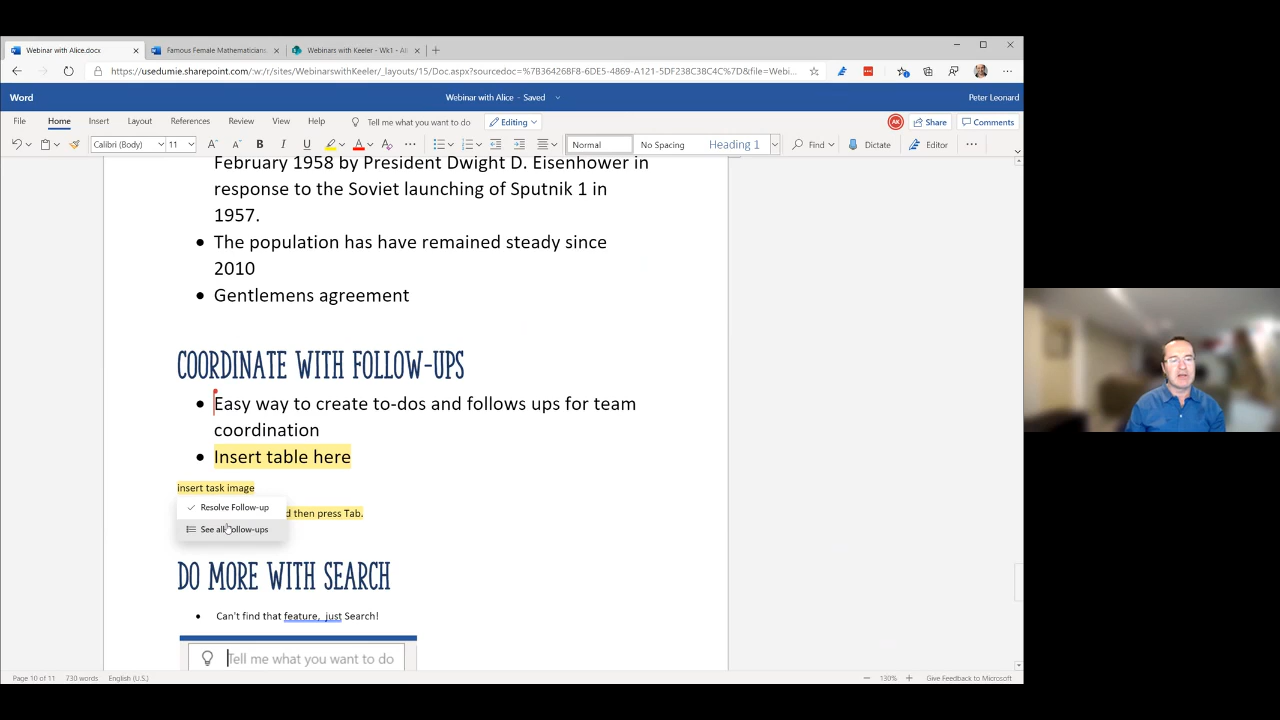 Webinar with Alice.docx
Famous Female Mathematicians.
Webinars with Keeler - Wk1 - All
https://usedumie.sharepoint.com/:w:/r/sites/WebinarswithKeeler/_layouts/15/Doc.aspx?sourcedoc=%7B364268F8-6DE5-4869-A121-5DF238C38C4C%7D&file=Webi...
Word
Webinar with Alice - Saved
Peter Leonard
File Home Insert Layout References Review View Help Tell me what you want to do Editing AK Share Comments
Calibri (Body) 11 A A B I U A Normal No Spacing Heading 1 Find Dictate Editor
February 1958 by President Dwight D. Eisenhower in
response to the Soviet launching of Sputnik 1 in
1957.
• The population has have remained steady since
2010
• Gentlemens agreement
COORDINATE WITH FOLLOW-UPS
• Easy way to create to-dos and follows ups for team
coordination
• Insert table here
insert task image
Resolve Follow-up
d then press Tab.
See all follow-ups
DO MORE WITH SEARCH
• Can't find that feature, just Search!
Tell me what you want to do
Page 10 of 11 730 words English (U.S.) 130% Give Feedback to Microsoft